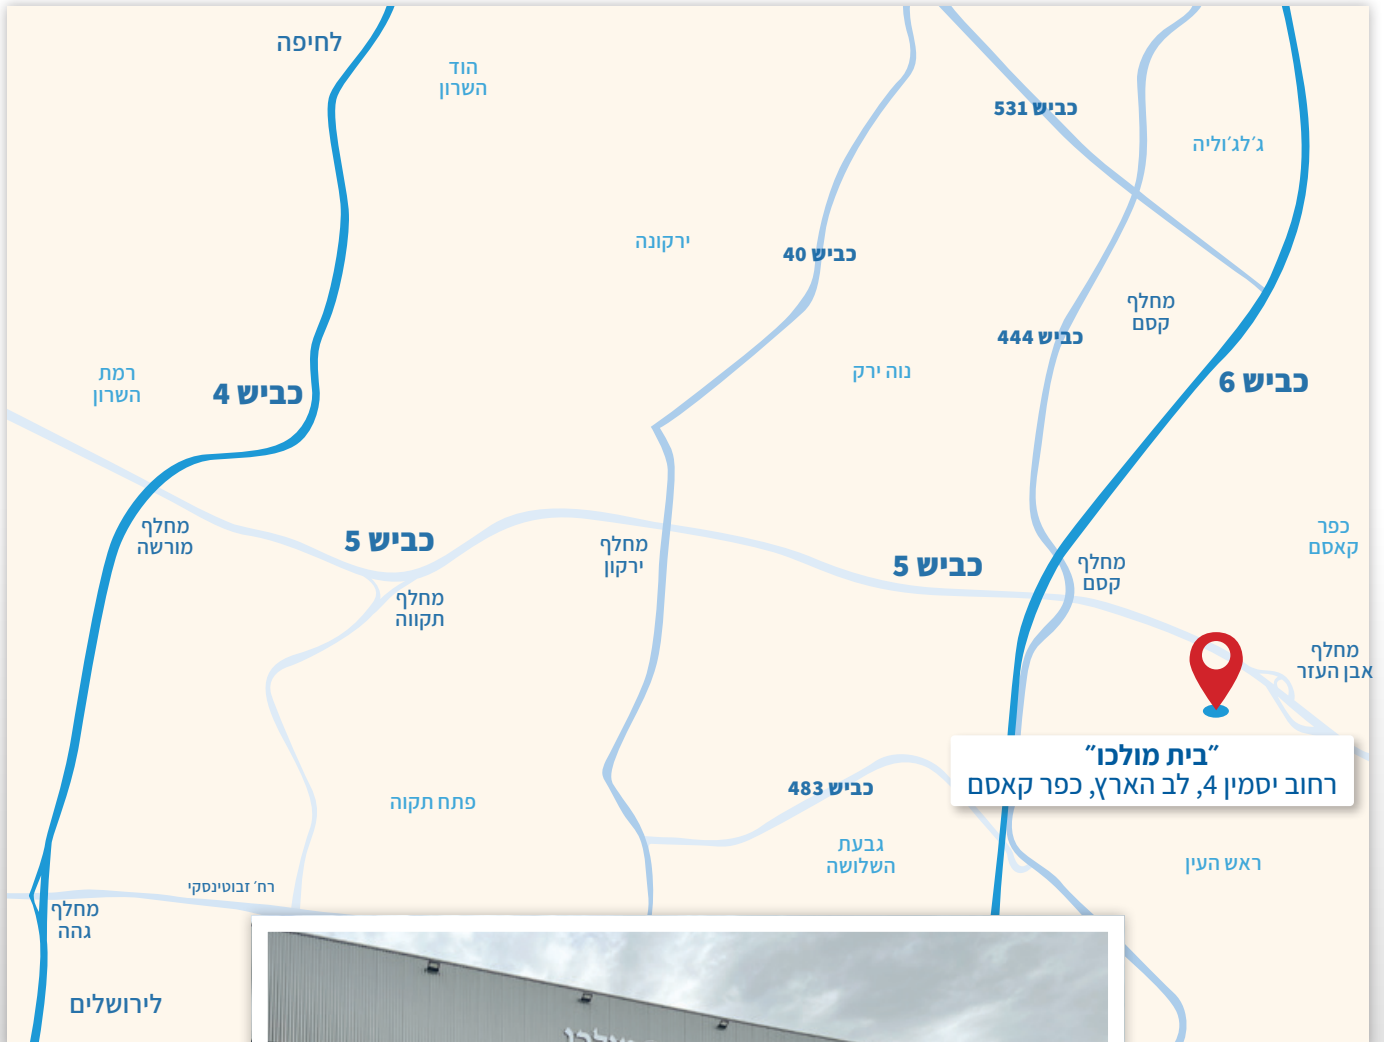 לחיפה
הוד
השרון
כביש 531
ג׳לג׳וליה
ירקונה
כביש 40
מחלף
קסם
כביש 444
נוה ירק
כביש 6
רמת
השרון
כביש 4
מחלף
מורשה
כביש 5
מחלף
ירקון
כביש 5
מחלף
קסם
כפר
קאסם
מחלף
תקווה
מחלף
אבן העזר
״בית מולכו״
רחוב יסמין 4, לב הארץ, כפר קאסם
כביש 483
פתח תקוה
גבעת
השלושה
ראש העין
רח׳ זבוטינסקי
מחלף
גהה
לירושלים